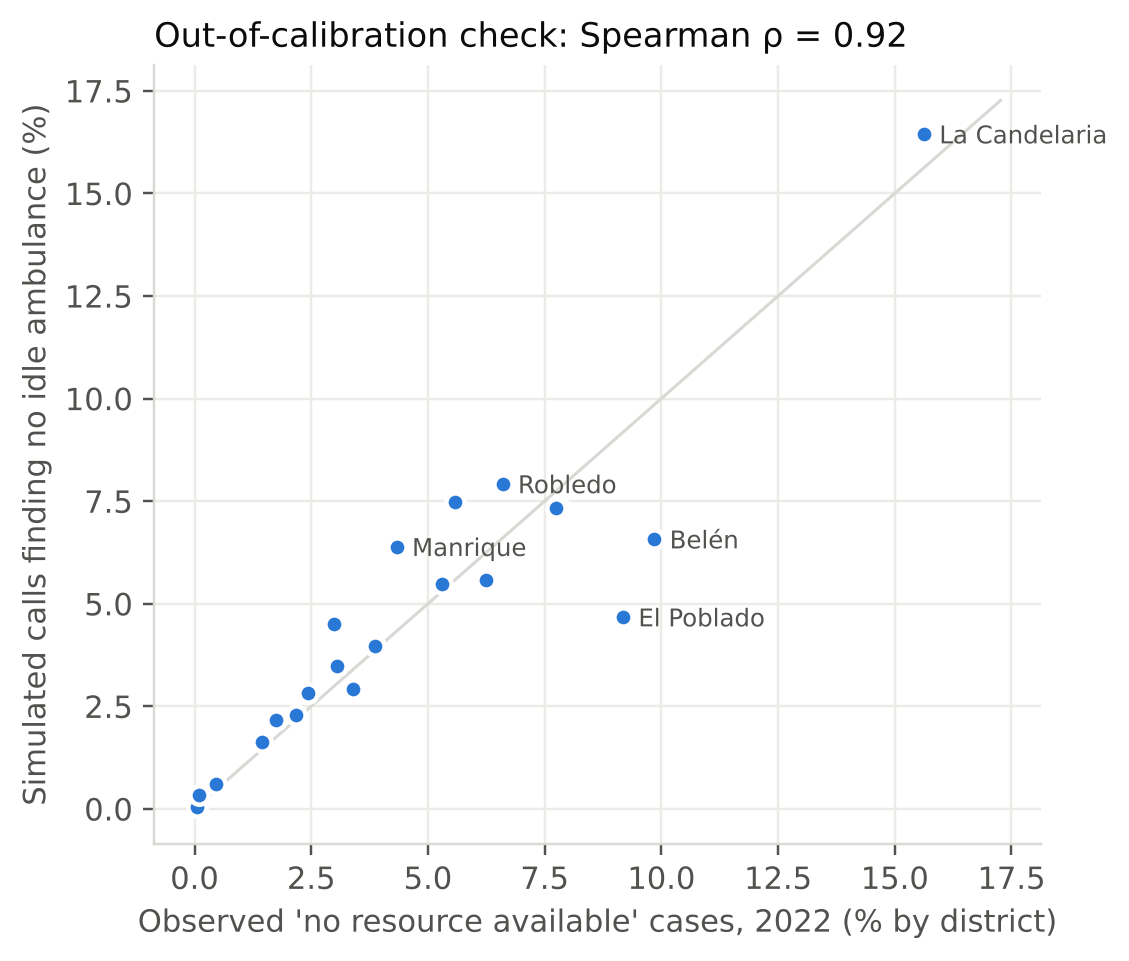 Out-of-calibration check: Spearman ρ = 0.92
Simulated calls finding no idle ambulance (%)
17.5
15.0
12.5
10.0
7.5
5.0
2.5
0.0
La Candelaria
Robledo
Manrique
Belén
El Poblado
0.0 2.5 5.0 7.5 10.0 12.5 15.0 17.5
Observed 'no resource available' cases, 2022 (% by district)